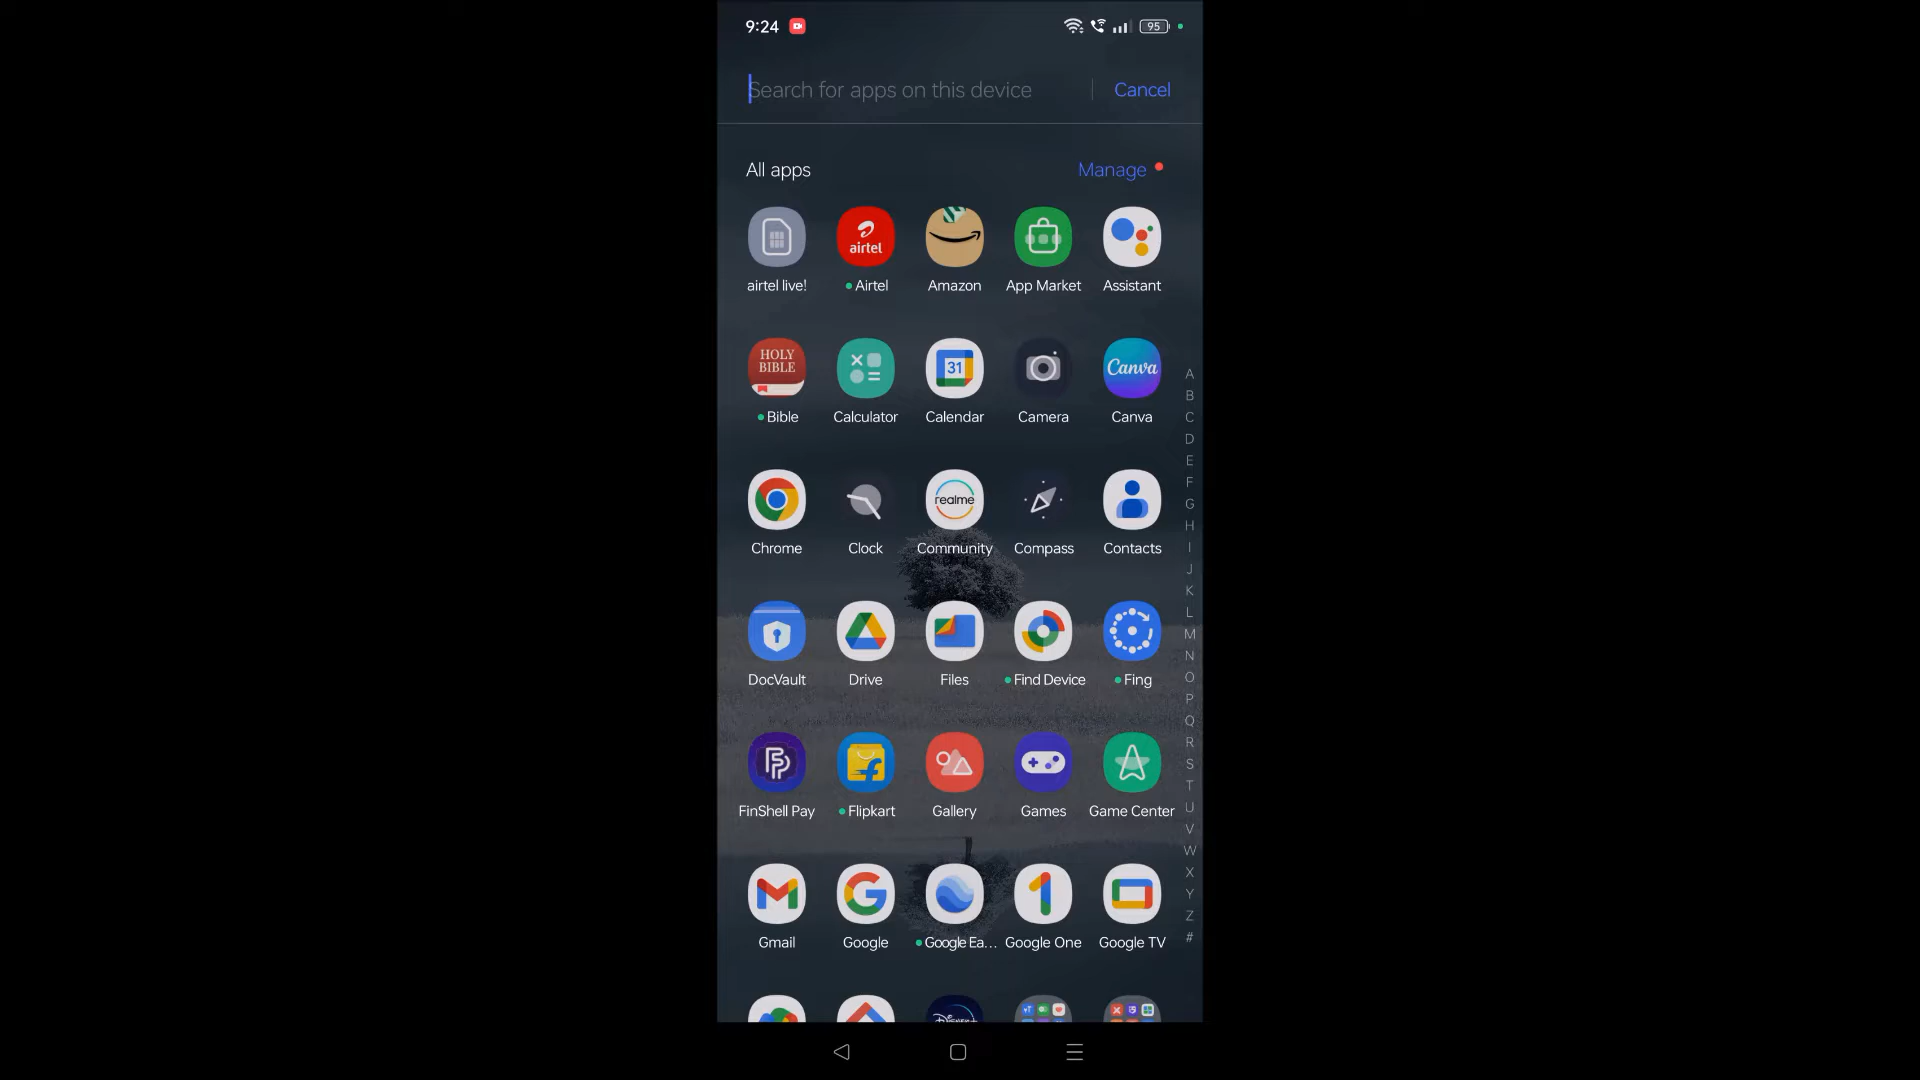 9:24
95
Search for apps on this device
Cancel
All apps
Manage
airtel
airtel live!
Airtel
Amazon
App Market
Assistant
HOLY
BIBLE
31
Canva
Bible
Calculator
Calendar
Camera
Canva
realme
Chrome
Clock
Community
Compass
Contacts
DocVault
Drive
Files
Find Device
Fing
FinShell Pay
Flipkart
Gallery
Games
Game Center
Gmail
Google
Google Ea...
Google One
Google TV
Disney+
A
B
C
D
E
F
G
H
I
J
K
L
M
N
O
P
Q
R
S
T
U
V
W
X
Y
Z
#